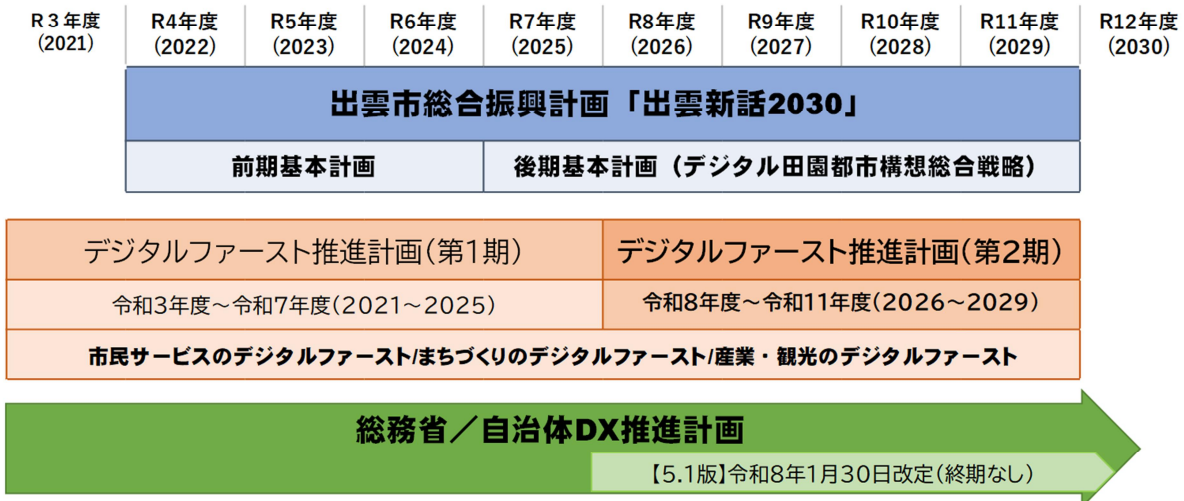 R３年度 R4年度 R5年度 R6年度 R7年度 R8年度 R9年度 R10年度 R11年度 R12年度
(2021) (2022) (2023) (2024) (2025) (2026) (2027) (2028) (2029) (2030)
出雲市総合振興計画「出雲新話2030」
前期基本計画 後期基本計画（デジタル田園都市構想総合戦略）
デジタルファースト推進計画(第1期) デジタルファースト推進計画(第2期)
令和3年度～令和7年度(2021～2025) 令和8年度～令和11年度(2026～2029)
市民サービスのデジタルファースト/まちづくりのデジタルファースト/産業・観光のデジタルファースト
総務省／自治体DX推進計画
【5.1版】令和8年1月30日改定(終期なし)